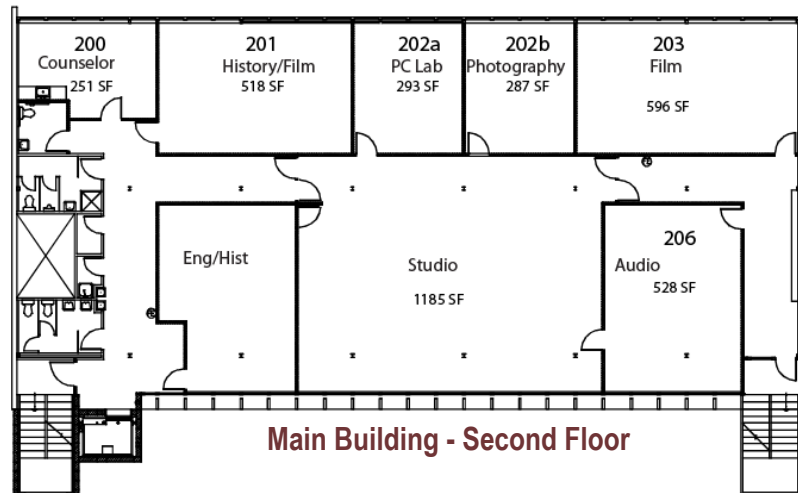 200
Counselor
251 SF
201
History/Film
518 SF
202a
PC Lab
293 SF
202b
Photography
287 SF
203
Film
596 SF
Eng/Hist
Studio
1185 SF
206
Audio
528 SF
Main Building - Second Floor